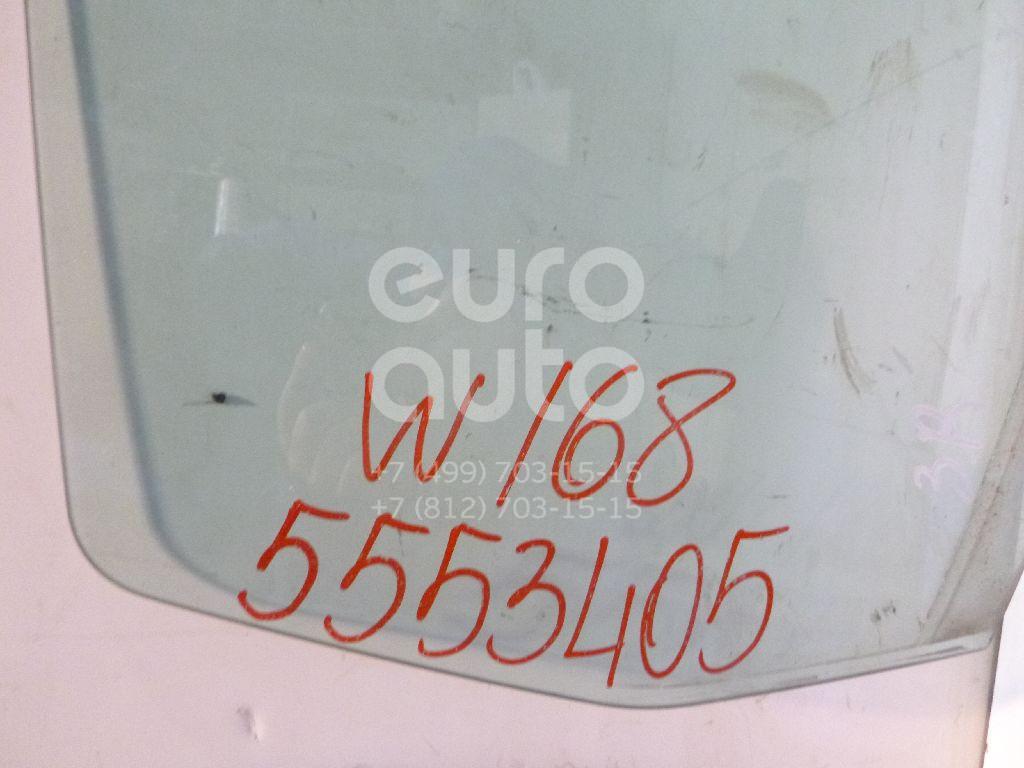 euro
auto
W168
+7 (499) 703-15-15
+7 (812) 703-15-15
5553405